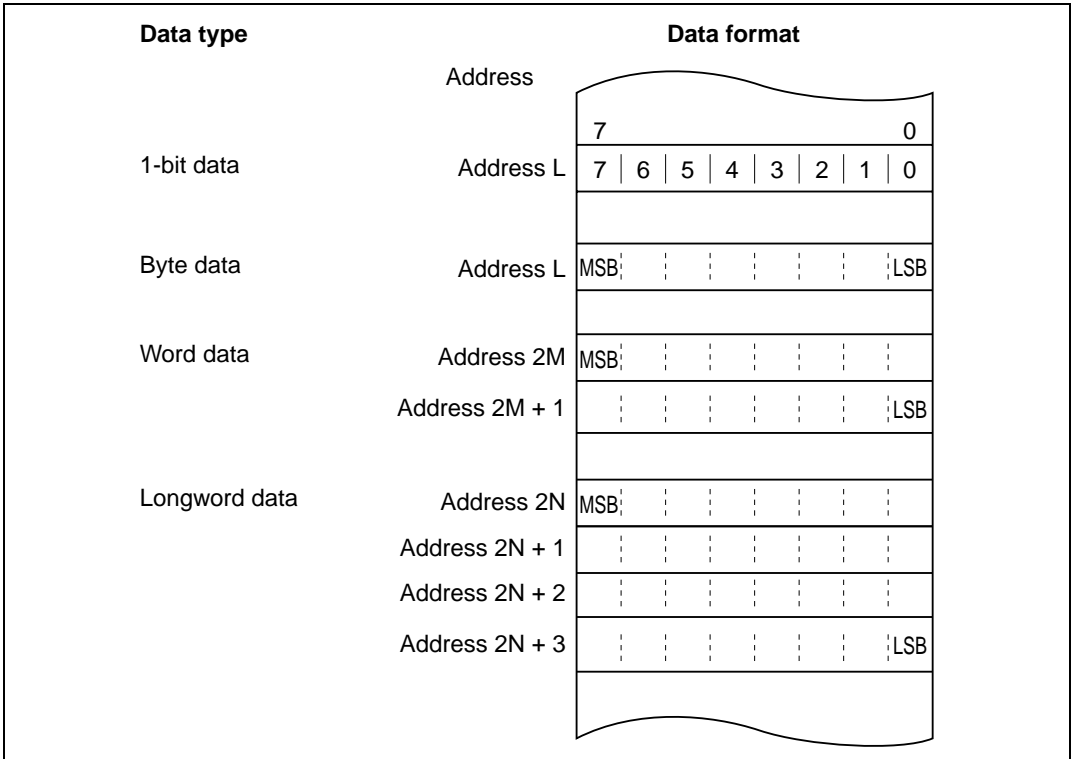 Data type Data format
Address
7 0
1-bit data Address L 7 6 5 4 3 2 1 0
Byte data Address L MSB LSB
Word data Address 2M MSB
Address 2M + 1 LSB
Longword data Address 2N MSB
Address 2N + 1
Address 2N + 2
Address 2N + 3 LSB